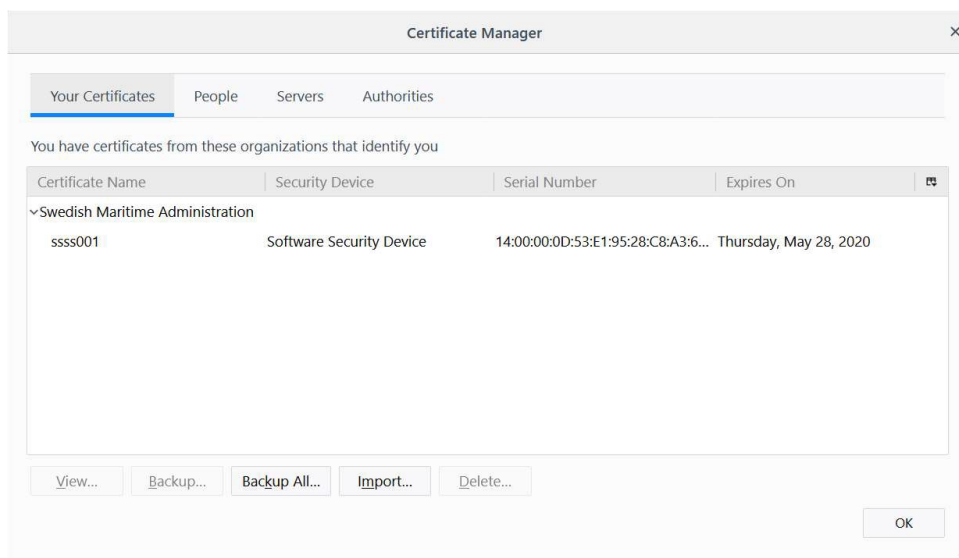 Certificate Manager
Your Certificates People Servers Authorities
You have certificates from these organizations that identify you
Certificate Name Security Device Serial Number Expires On
Swedish Maritime Administration
ssss001 Software Security Device 14:00:00:0D:53:E1:95:28:C8:A3:6... Thursday, May 28, 2020
View... Backup... Backup All... Import... Delete...
OK